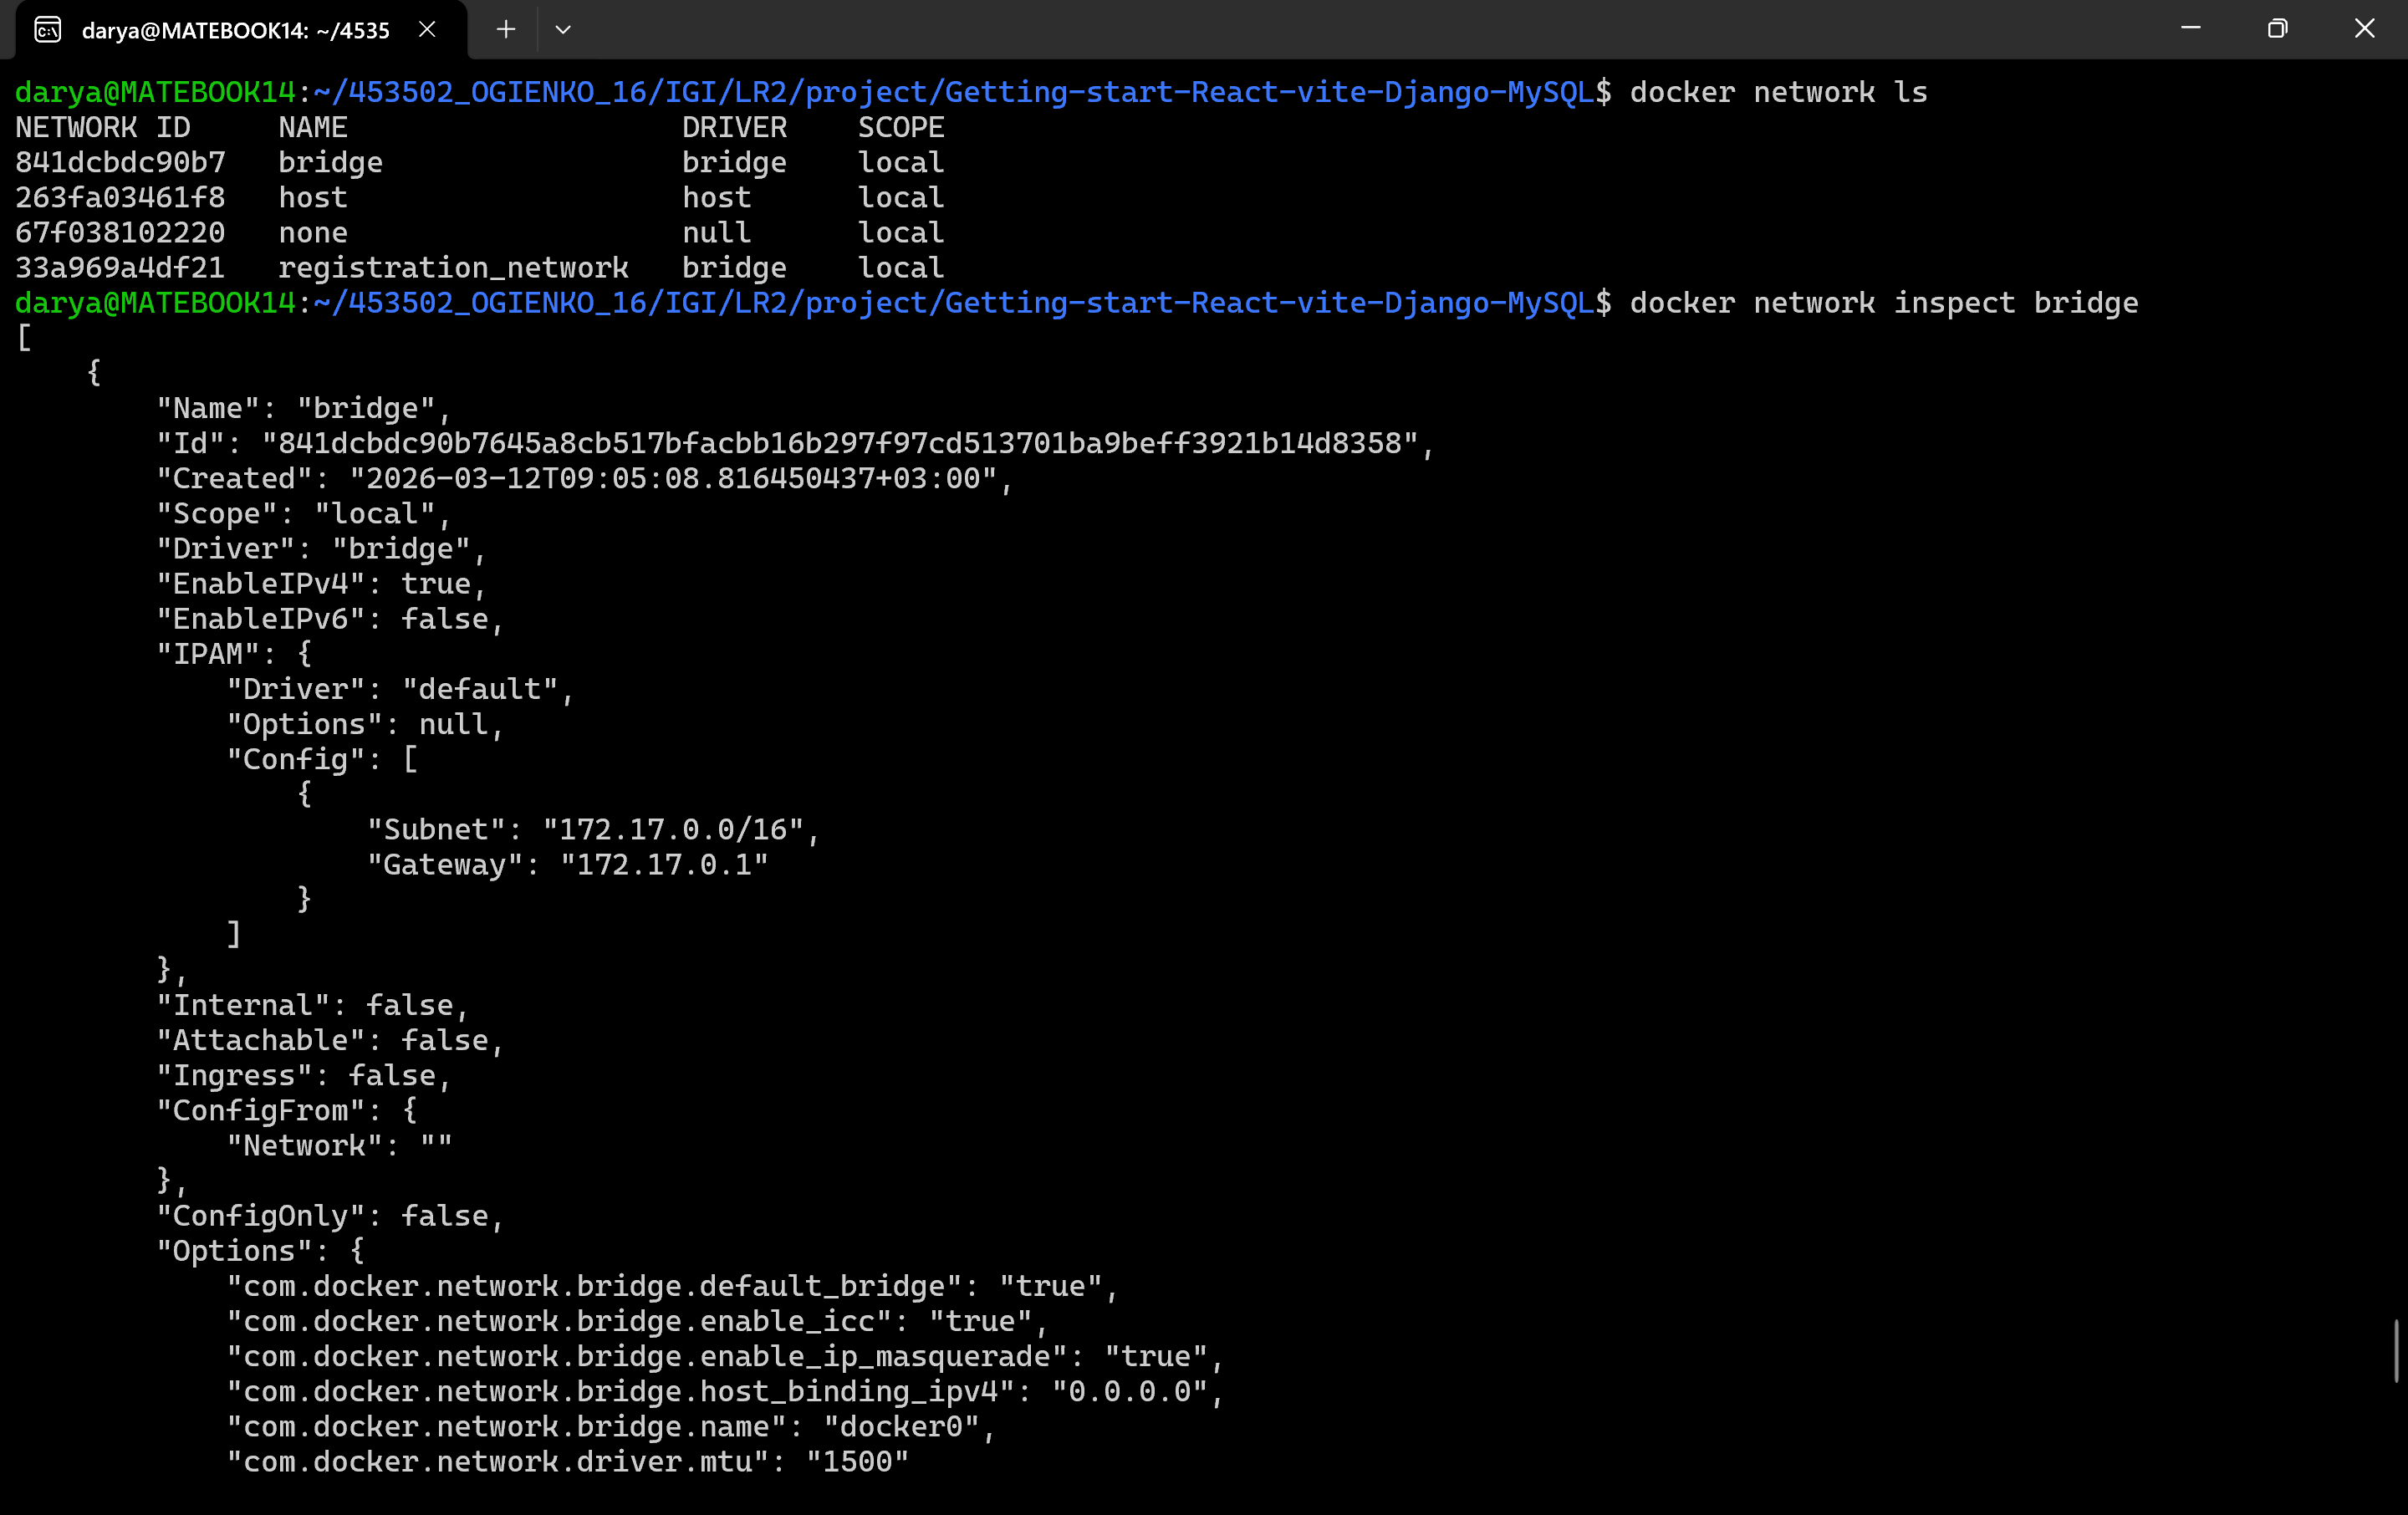 darya@MATEBOOK14: ~/4535
darya@MATEBOOK14:~/453502_OGIENKO_16/IGI/LR2/project/Getting-start-React-vite-Django-MySQL$ docker network ls
NETWORK ID     NAME                   DRIVER    SCOPE
841dcbdc90b7   bridge                 bridge    local
263fa03461f8   host                   host      local
67f038102220   none                   null      local
33a969a4df21   registration_network   bridge    local
darya@MATEBOOK14:~/453502_OGIENKO_16/IGI/LR2/project/Getting-start-React-vite-Django-MySQL$ docker network inspect bridge
[
    {
        "Name": "bridge",
        "Id": "841dcbdc90b7645a8cb517bfacbb16b297f97cd513701ba9beff3921b14d8358",
        "Created": "2026-03-12T09:05:08.816450437+03:00",
        "Scope": "local",
        "Driver": "bridge",
        "EnableIPv4": true,
        "EnableIPv6": false,
        "IPAM": {
            "Driver": "default",
            "Options": null,
            "Config": [
                {
                    "Subnet": "172.17.0.0/16",
                    "Gateway": "172.17.0.1"
                }
            ]
        },
        "Internal": false,
        "Attachable": false,
        "Ingress": false,
        "ConfigFrom": {
            "Network": ""
        },
        "ConfigOnly": false,
        "Options": {
            "com.docker.network.bridge.default_bridge": "true",
            "com.docker.network.bridge.enable_icc": "true",
            "com.docker.network.bridge.enable_ip_masquerade": "true",
            "com.docker.network.bridge.host_binding_ipv4": "0.0.0.0",
            "com.docker.network.bridge.name": "docker0",
            "com.docker.network.driver.mtu": "1500"